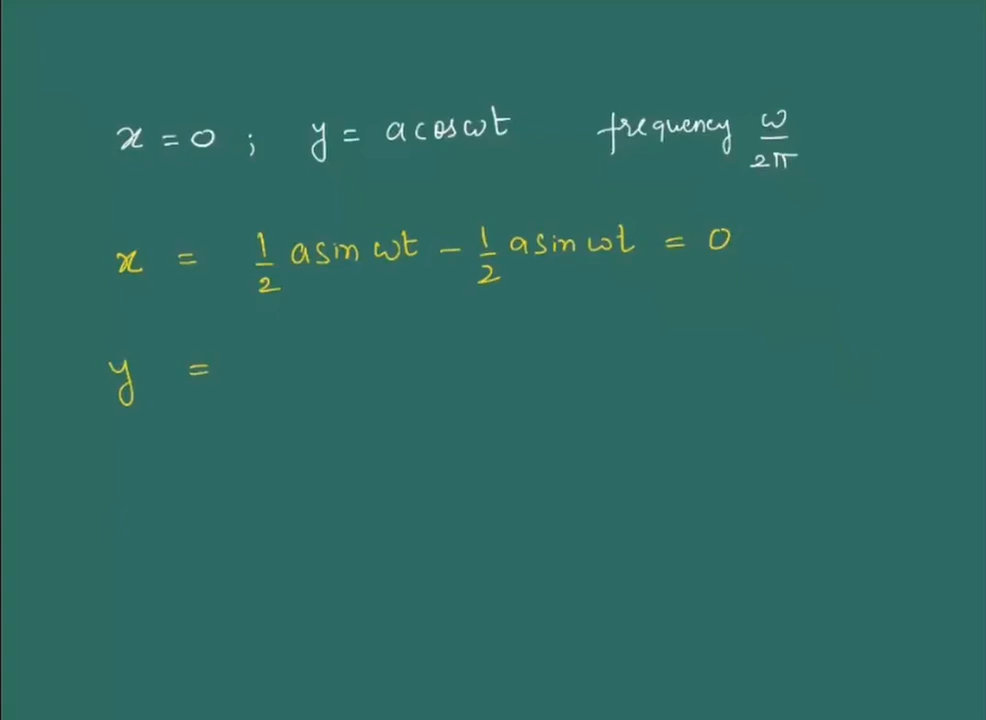 x = 0 ; y = a cos ωt frequency ω/2π
x = 1/2 a sin ωt − 1/2 a sin ωt = 0
y =